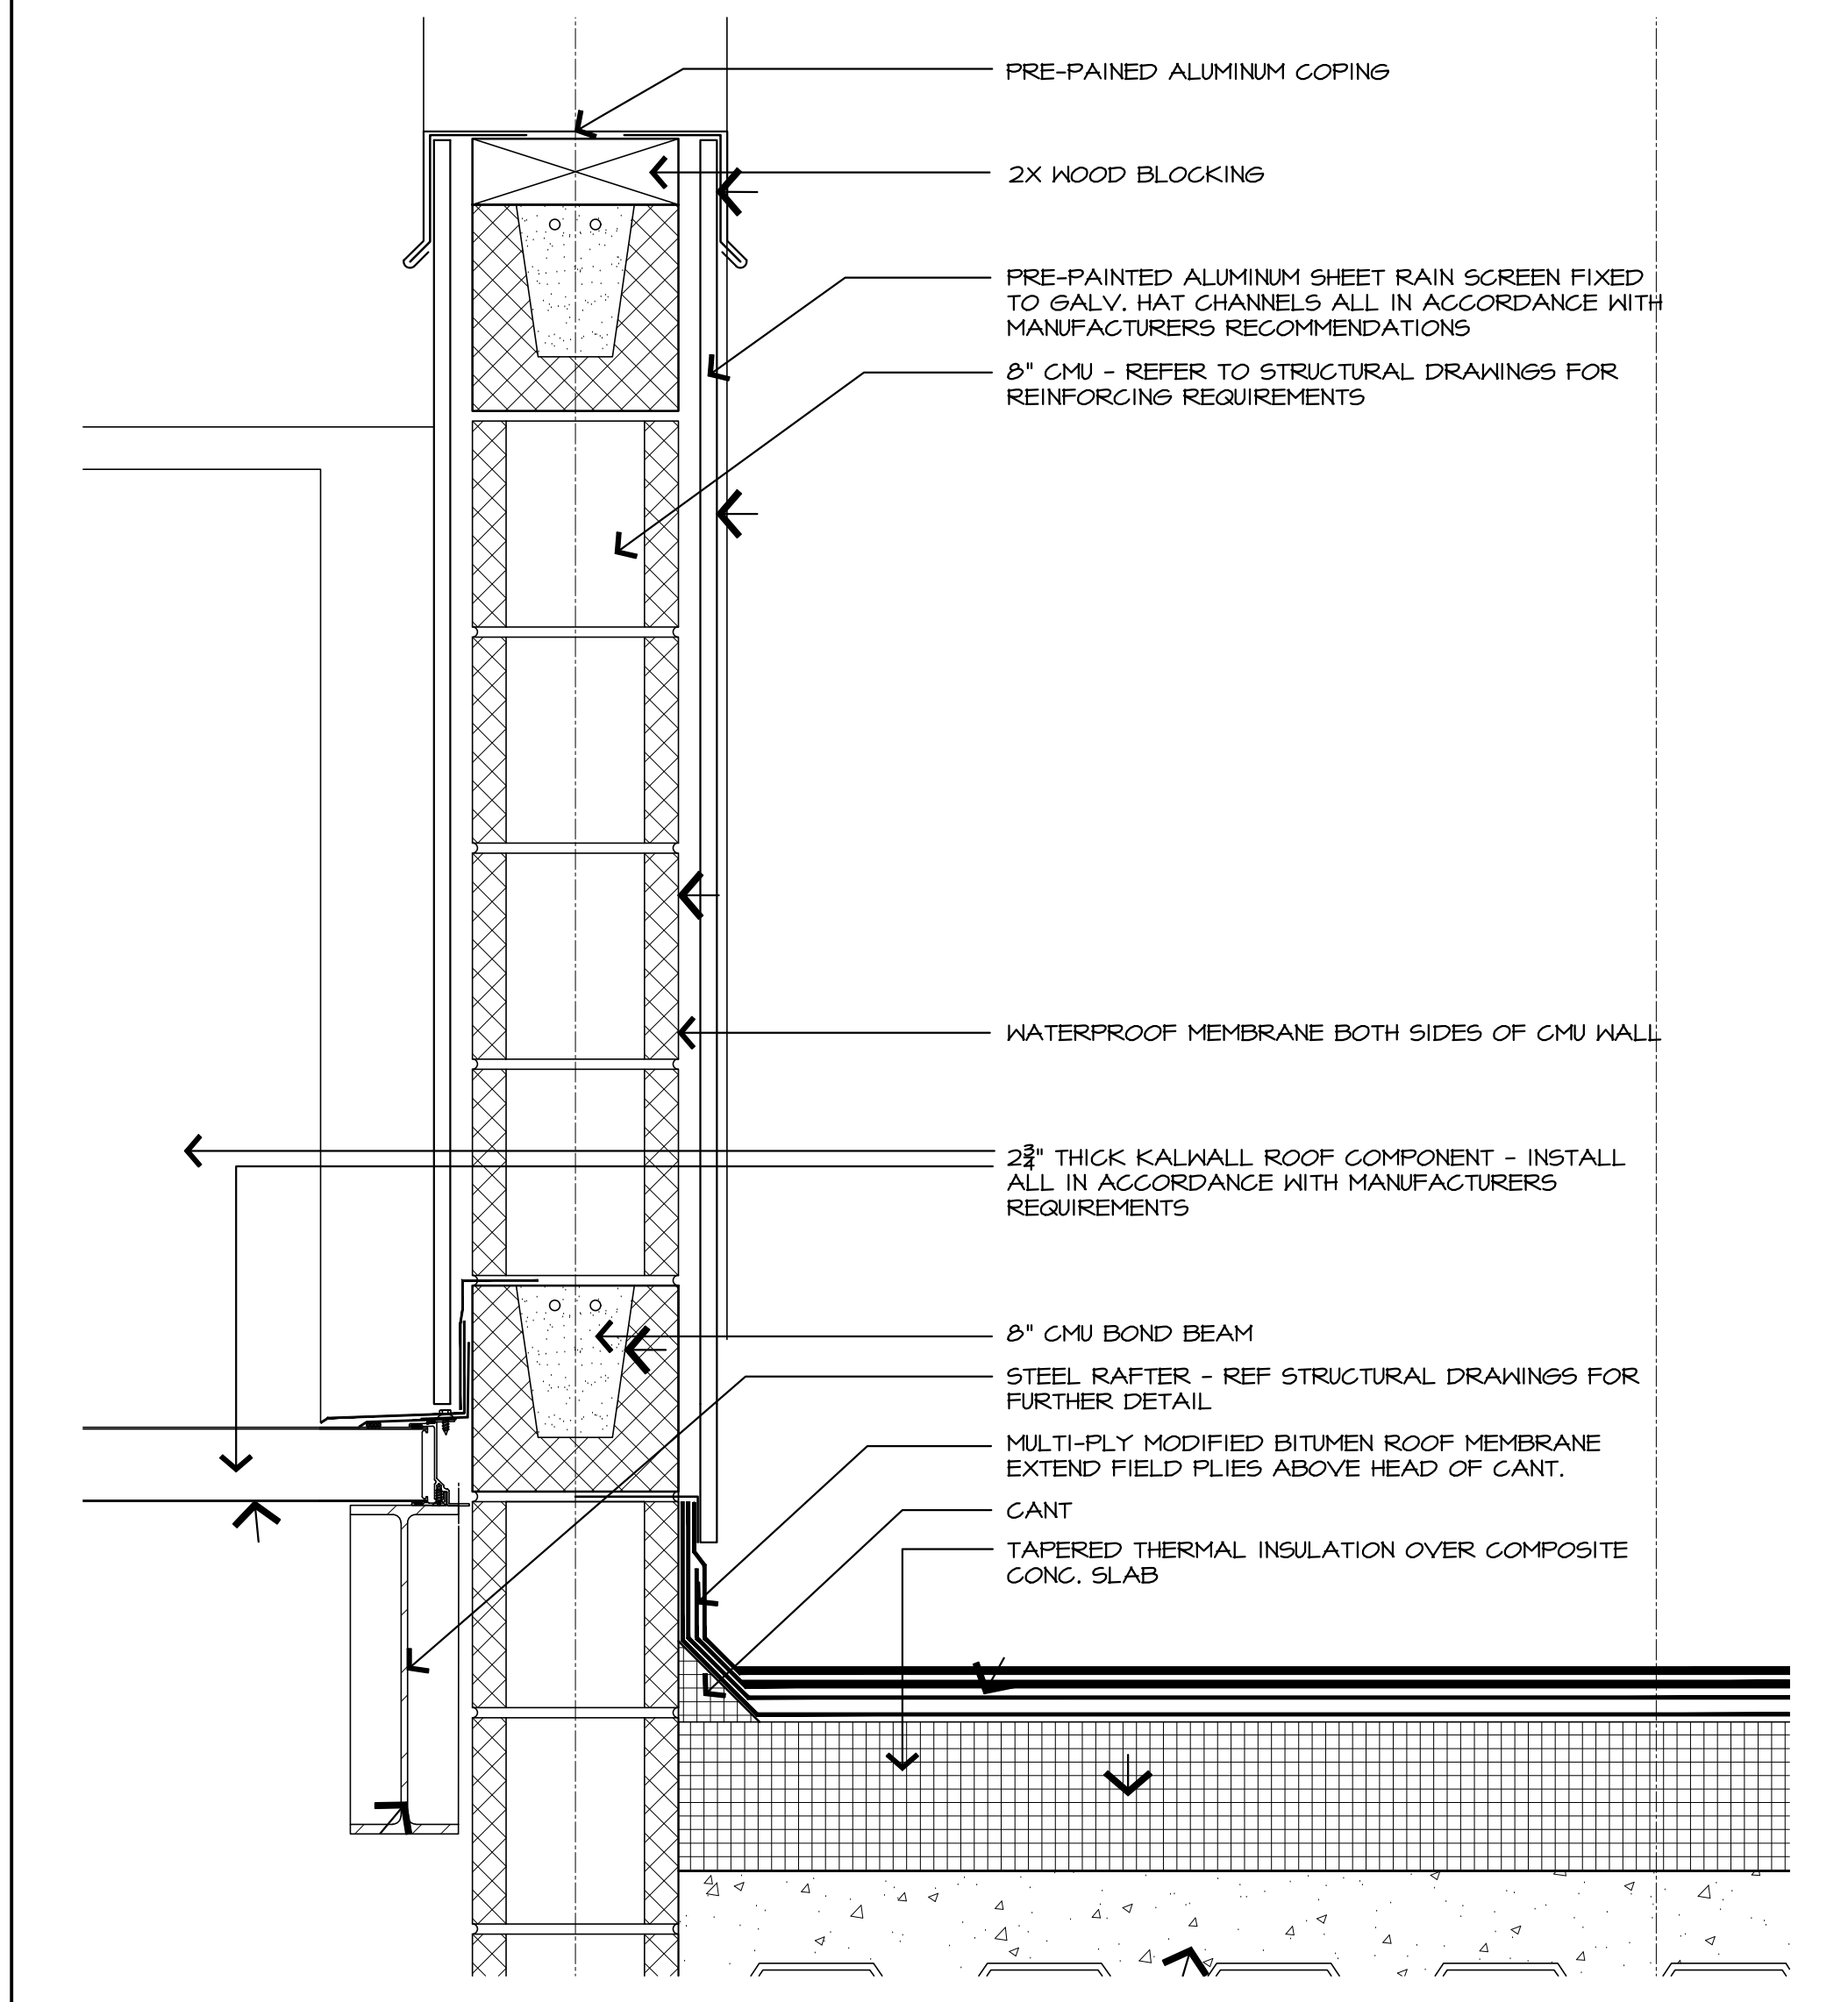 PRE-PAINED ALUMINUM COPING
2X WOOD BLOCKING
PRE-PAINTED ALUMINUM SHEET RAIN SCREEN FIXED
TO GALV. HAT CHANNELS ALL IN ACCORDANCE WITH
MANUFACTURERS RECOMMENDATIONS
8" CMU - REFER TO STRUCTURAL DRAWINGS FOR
REINFORCING REQUIREMENTS
WATERPROOF MEMBRANE BOTH SIDES OF CMU WALL
2¾" THICK KALWALL ROOF COMPONENT - INSTALL
ALL IN ACCORDANCE WITH MANUFACTURERS
REQUIREMENTS
8" CMU BOND BEAM
STEEL RAFTER - REF STRUCTURAL DRAWINGS FOR
FURTHER DETAIL
MULTI-PLY MODIFIED BITUMEN ROOF MEMBRANE
EXTEND FIELD PLIES ABOVE HEAD OF CANT.
CANT
TAPERED THERMAL INSULATION OVER COMPOSITE
CONC. SLAB